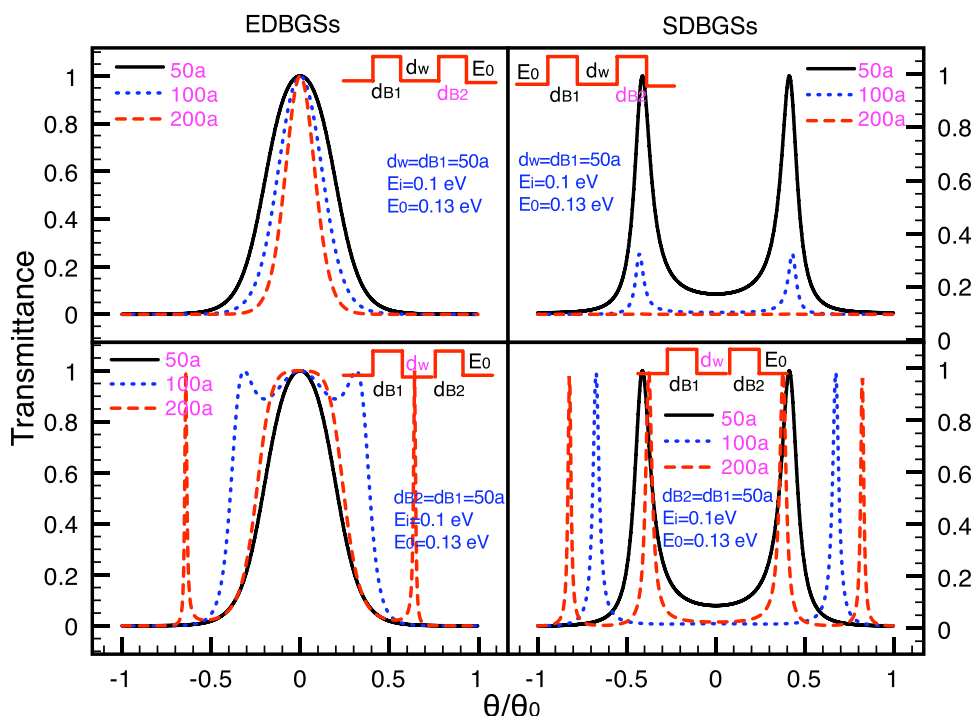 EDBGSs
SDBGSs
50a
100a
200a
dw
E0
dB1
dB2
dw=dB1=50a
Ei=0.1 eV
E0=0.13 eV
1
0.8
0.6
0.4
0.2
0
E0
dw
dB1
dB2
50a
100a
200a
dw=dB1=50a
Ei=0.1 eV
E0=0.13 eV
1
0.8
0.6
0.4
0.2
0
Transmittance
50a
100a
200a
dw
E0
dB1
dB2
dB2=dB1=50a
Ei=0.1 eV
E0=0.13 eV
1
0.8
0.6
0.4
0.2
0
dw
E0
dB1
dB2
50a
100a
200a
dB2=dB1=50a
Ei=0.1eV
E0=0.13 eV
1
0.8
0.6
0.4
0.2
0
-1 -0.5 0 0.5 1
-1 -0.5 0 0.5 1
θ/θ0